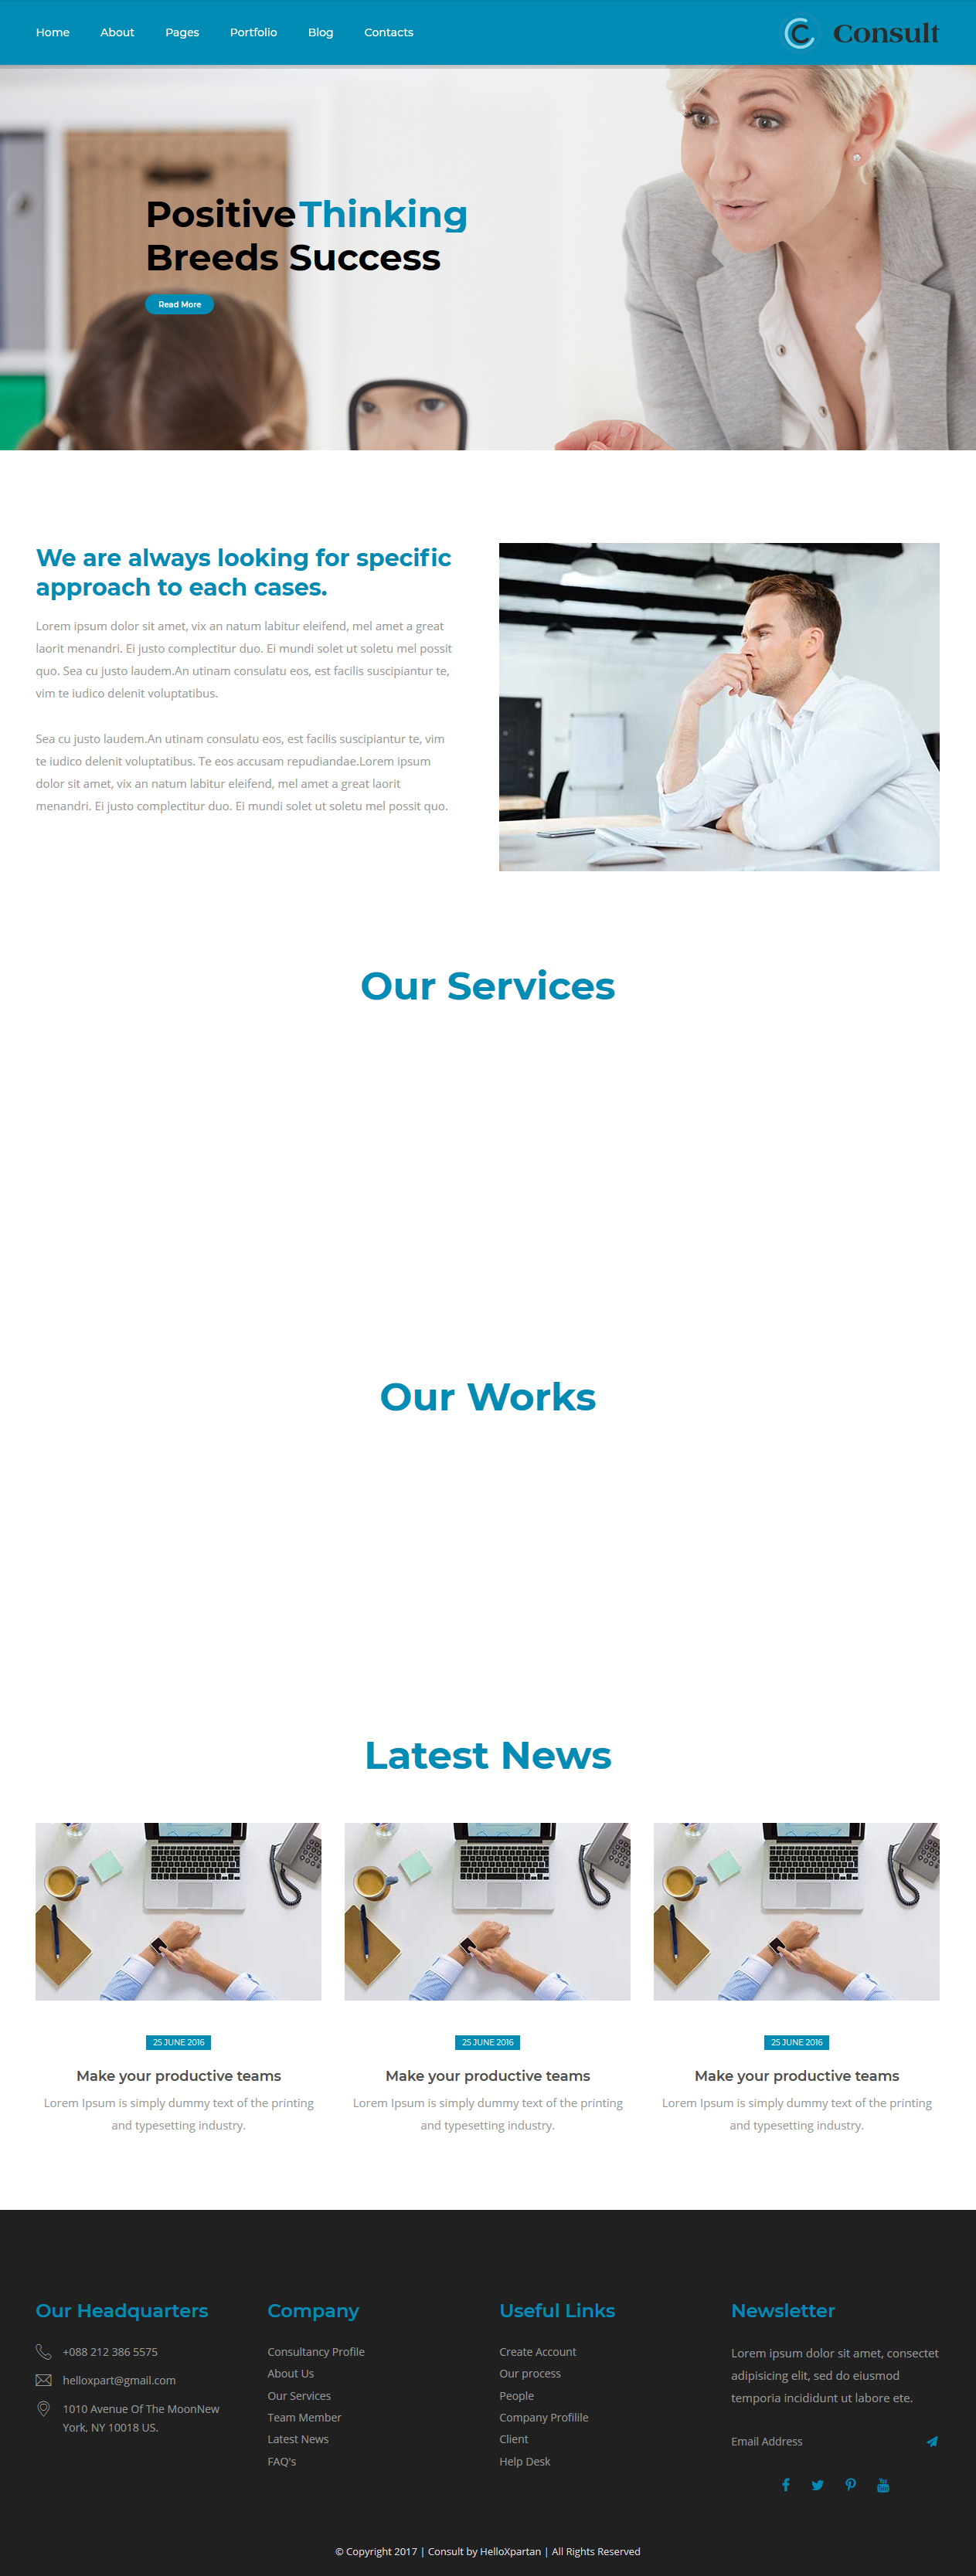 Home About Pages Portfolio Blog Contacts
Consult
Positive Thinking
Breeds Success
Read More
We are always looking for specific
approach to each cases.
Lorem ipsum dolor sit amet, vix an natum labitur eleifend, mel amet a great
laorit menandri. Ei justo complectitur duo. Ei mundi solet ut soletu mel possit
quo. Sea cu justo laudem.An utinam consulatu eos, est facilis suscipiantur te,
vim te iudico delenit voluptatibus.
Sea cu justo laudem.An utinam consulatu eos, est facilis suscipiantur te, vim
te iudico delenit voluptatibus. Te eos accusam repudiandae.Lorem ipsum
dolor sit amet, vix an natum labitur eleifend, mel amet a great laorit
menandri. Ei justo complectitur duo. Ei mundi solet ut soletu mel possit quo.
Our Services
Our Works
Latest News
25 JUNE 2016
Make your productive teams
Lorem Ipsum is simply dummy text of the printing
and typesetting industry.
25 JUNE 2016
Make your productive teams
Lorem Ipsum is simply dummy text of the printing
and typesetting industry.
25 JUNE 2016
Make your productive teams
Lorem Ipsum is simply dummy text of the printing
and typesetting industry.
Our Headquarters
+088 212 386 5575
helloxpart@gmail.com
1010 Avenue Of The MoonNew
York, NY 10018 US.
Company
Consultancy Profile
About Us
Our Services
Team Member
Latest News
FAQ's
Useful Links
Create Account
Our process
People
Company Profilile
Client
Help Desk
Newsletter
Lorem ipsum dolor sit amet, consectet
adipisicing elit, sed do eiusmod
temporia incididunt ut labore ete.
Email Address
© Copyright 2017 | Consult by HelloXpartan | All Rights Reserved